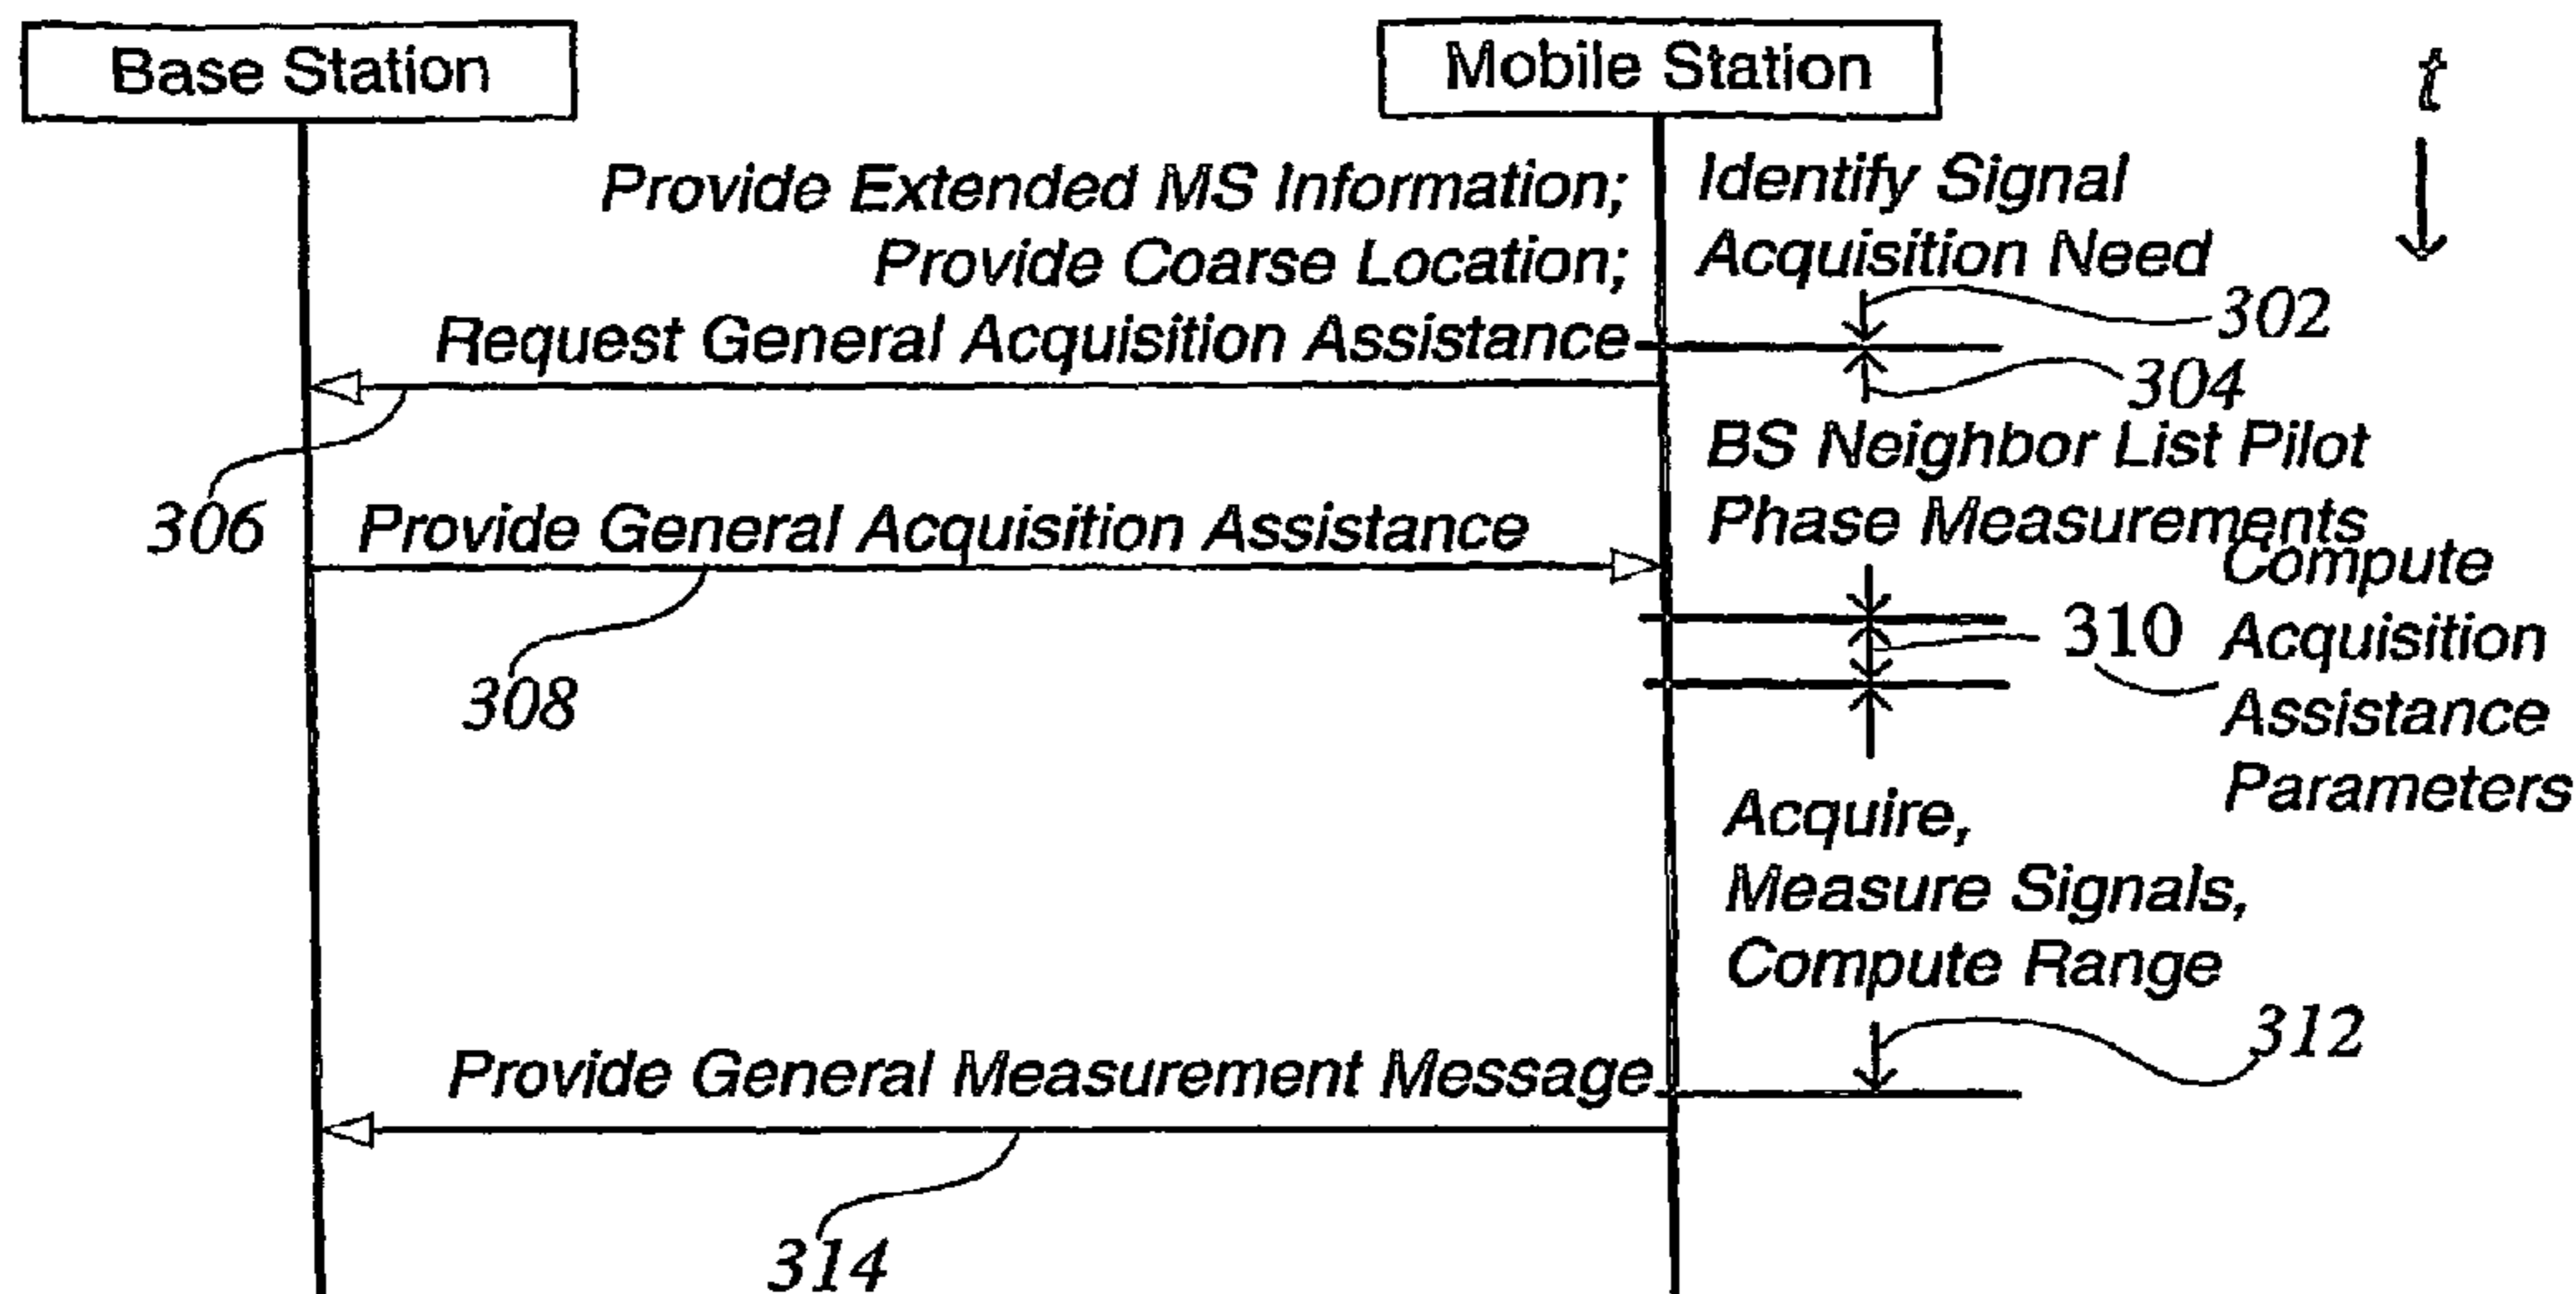 Base Station
Mobile Station
t
Provide Extended MS Information;
Provide Coarse Location;
Request General Acquisition Assistance
Identify Signal
Acquisition Need
302
304
306
BS Neighbor List Pilot
Phase Measurements
Provide General Acquisition Assistance
308
310
Compute
Acquisition
Assistance
Parameters
Acquire,
Measure Signals,
Compute Range
312
Provide General Measurement Message
314